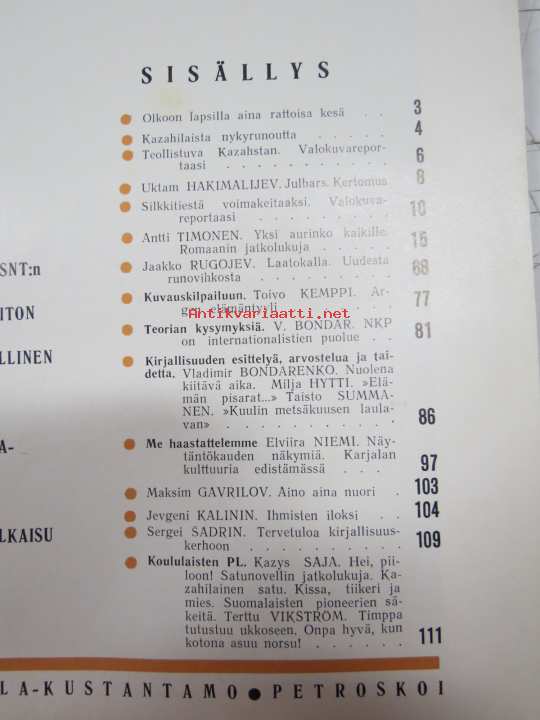 SISÄLLYS
Olkoon lapsilla aina rattoisa kesä . . 3
Kazahilaista nykyrunoutta . . . . . 4
Teollistuva Kazahstan. Valokuvarepor-
taasi . . . . . . . . . . 6
Uktam HAKIMALIJEV. Julbars. Kertomus 8
Silkkitiestä voimakeitaaksi. Valokuva-
reportaasi . . . . . . . . 10
Antti TIMONEN. Yksi aurinko kaikille.
Romaanin jatkolukuja . . . . . 15
Jaakko RUGOJEV. Laatokalla. Uudesta
runovihkosta . . . . . . . 68
Kuvauskilpailuun. Toivo KEMPPI. Ar-
gen elämäntyyli . . . . . 77
Teorian kysymyksiä. V. BONDAR. NKP
on internationalistien puolue . . 81
Kirjallisuuden esittelyä, arvostelua ja tai-
detta. Vladimir BONDARENKO. Nuolena
kiitävä aika. Milja HYTTI. »Elä-
män pisarat...» Taisto SUMMA-
NEN. »Kuulin metsäkuusen laula-
van» . . . . . . . . . . 86
Me haastattelemme Elviira NIEMI. Näy-
täntökauden näkymiä. Karjalan
kulttuuria edistämässä . . . 97
Maksim GAVRILOV. Aino aina nuori . 103
Jevgeni KALININ. Ihmisten iloksi . . 104
Sergei SADRIN. Tervetuloa kirjallisuus-
kerhoon . . . . . . . . . 109
Koululaisten PL. Kazys SAJA. Hei, pii-
loon! Satunovellin jatkolukuja. Ka-
zahilainen satu. Kissa, tiikeri ja
mies. Suomalaisten pioneerien sä-
keitä. Terttu VIKSTRÖM. Timppa
tutustuu ukkoseen. Onpa hyvä, kun
kotona asuu norsu! . . . . . . 111
SNT:n
ITON
LLINEN
A-
LKAISU
LA-KUSTANTAMO ● PETROSKOI
Antikvariaatti.net